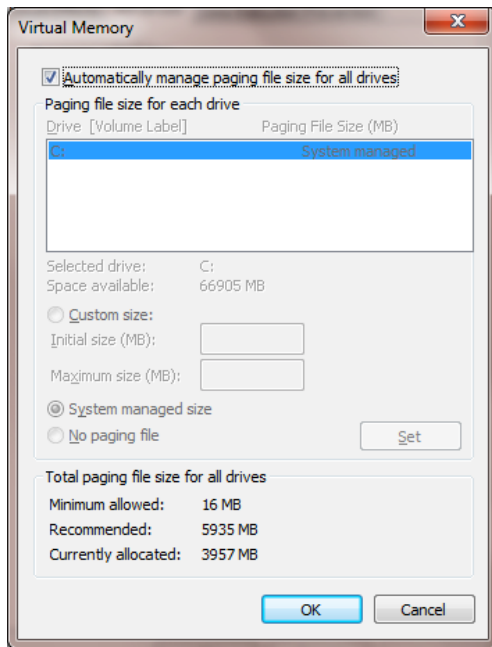 Virtual Memory
Automatically manage paging file size for all drives
Paging file size for each drive
Drive [Volume Label] Paging File Size (MB)
C: System managed
Selected drive: C:
Space available: 66905 MB
Custom size:
Initial size (MB):
Maximum size (MB):
System managed size
No paging file Set
Total paging file size for all drives
Minimum allowed: 16 MB
Recommended: 5935 MB
Currently allocated: 3957 MB
OK Cancel